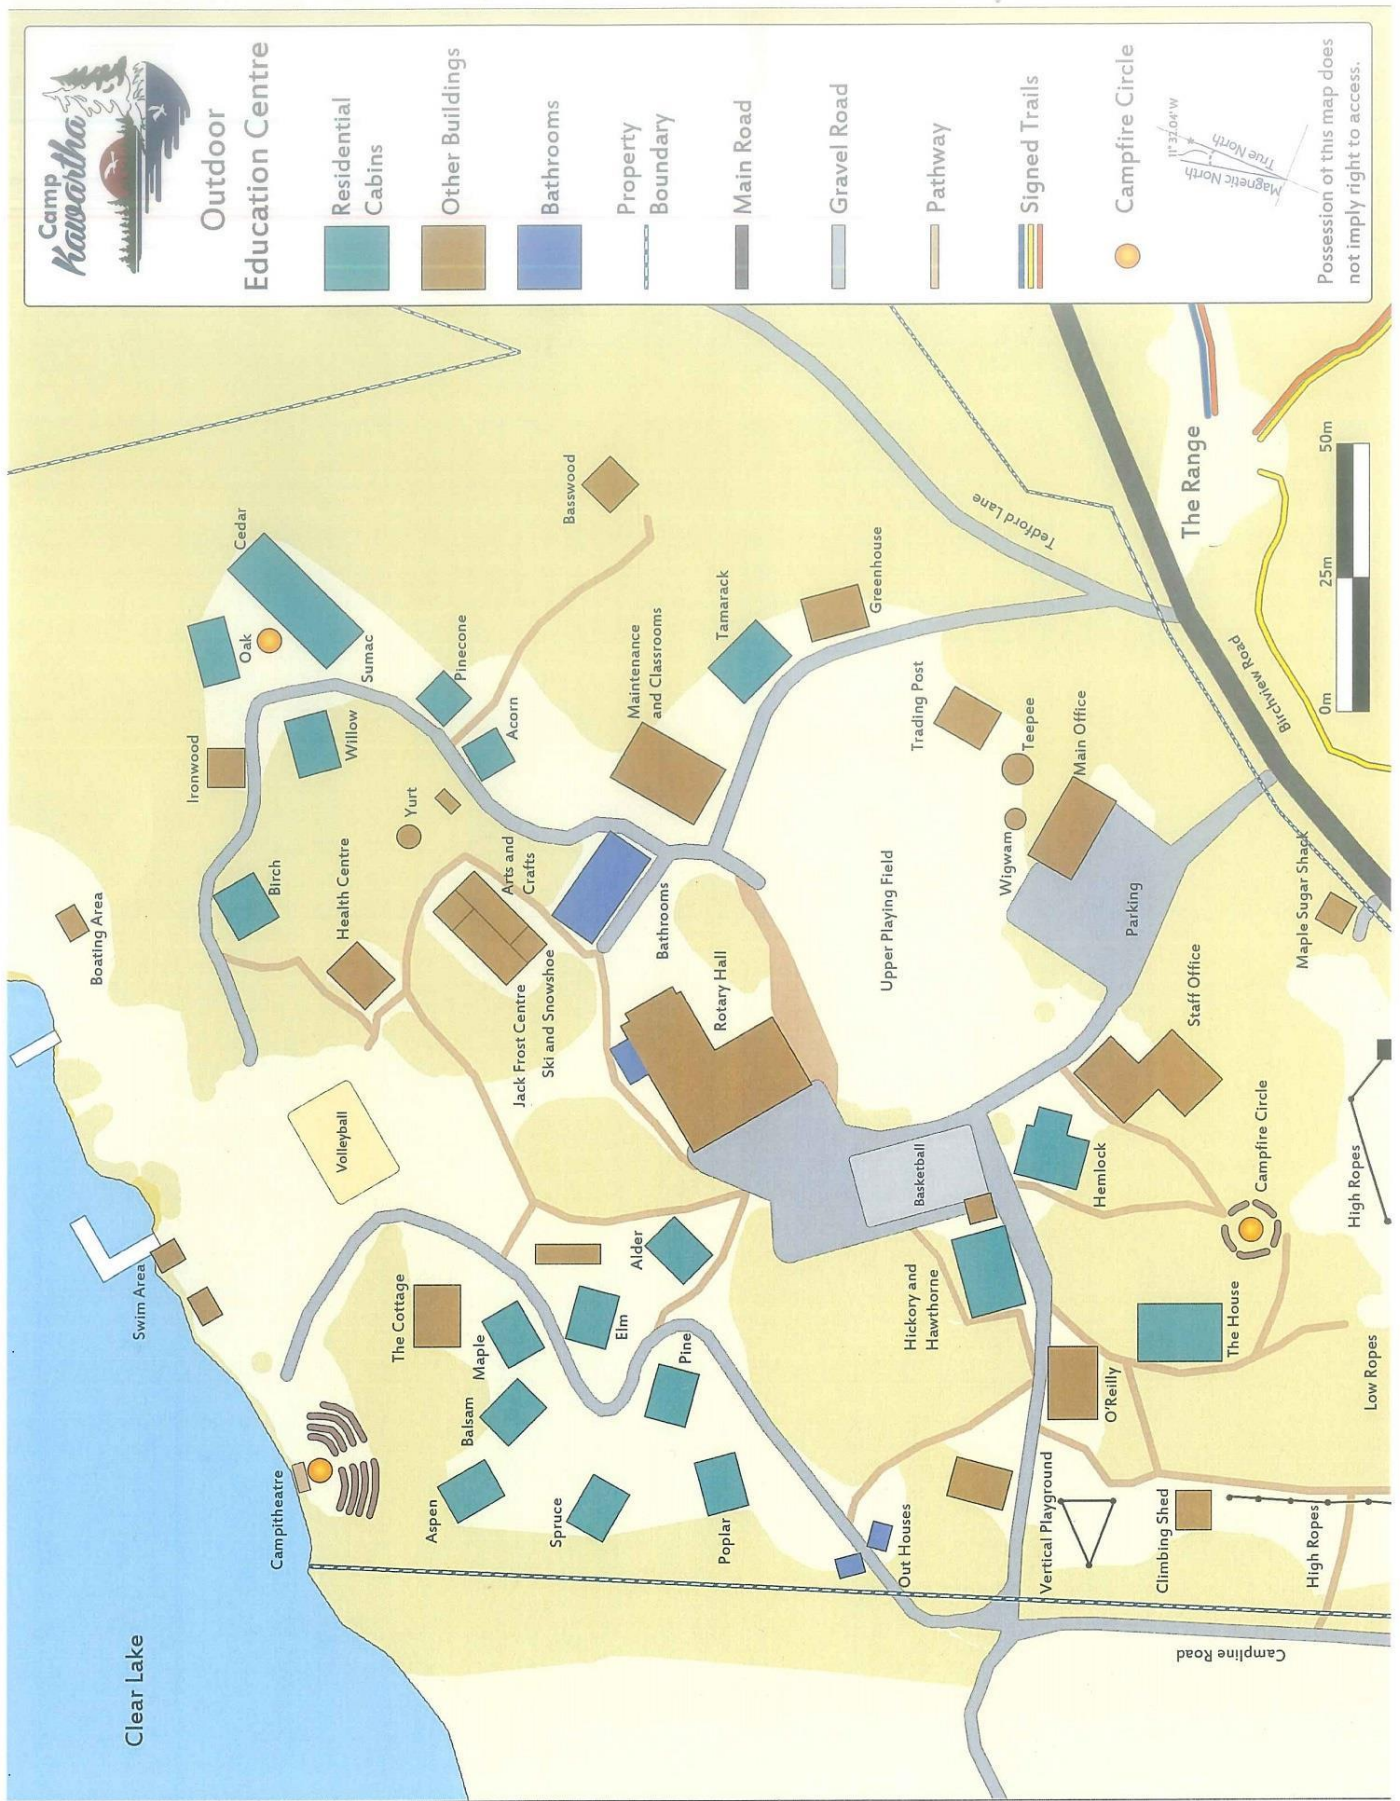 Camp
Kawartha
Outdoor
Education Centre
Residential
Cabins
Other Buildings
Bathrooms
Property
Boundary
Main Road
Gravel Road
Pathway
Signed Trails
Campfire Circle
11° 32.04' W
Magnetic North
True North
Possession of this map does
not imply right to access.
Clear Lake
Swim Area
Boating Area
Campitheatre
Volleyball
Ironwood
Birch
Oak
Cedar
Sumac
Willow
Health Centre
Yurt
Pinecone
Acorn
Basswood
Arts and
Crafts
Jack Frost Centre
Ski and Snowshoe
Maintenance
and Classrooms
Bathrooms
Tamarack
Greenhouse
Rotary Hall
The Cottage
Maple
Balsam
Aspen
Spruce
Elm
Alder
Pine
Poplar
Upper Playing Field
Trading Post
Teepee
Wigwam
Main Office
Parking
Basketball
Hickory and
Hawthorne
Hemlock
Staff Office
Campfire Circle
The House
O'Reilly
Out Houses
Vertical Playground
Climbing Shed
High Ropes
Low Ropes
High Ropes
Maple Sugar Shack
Campline Road
Tedford Lane
Birchview Road
The Range
0m
25m
50m